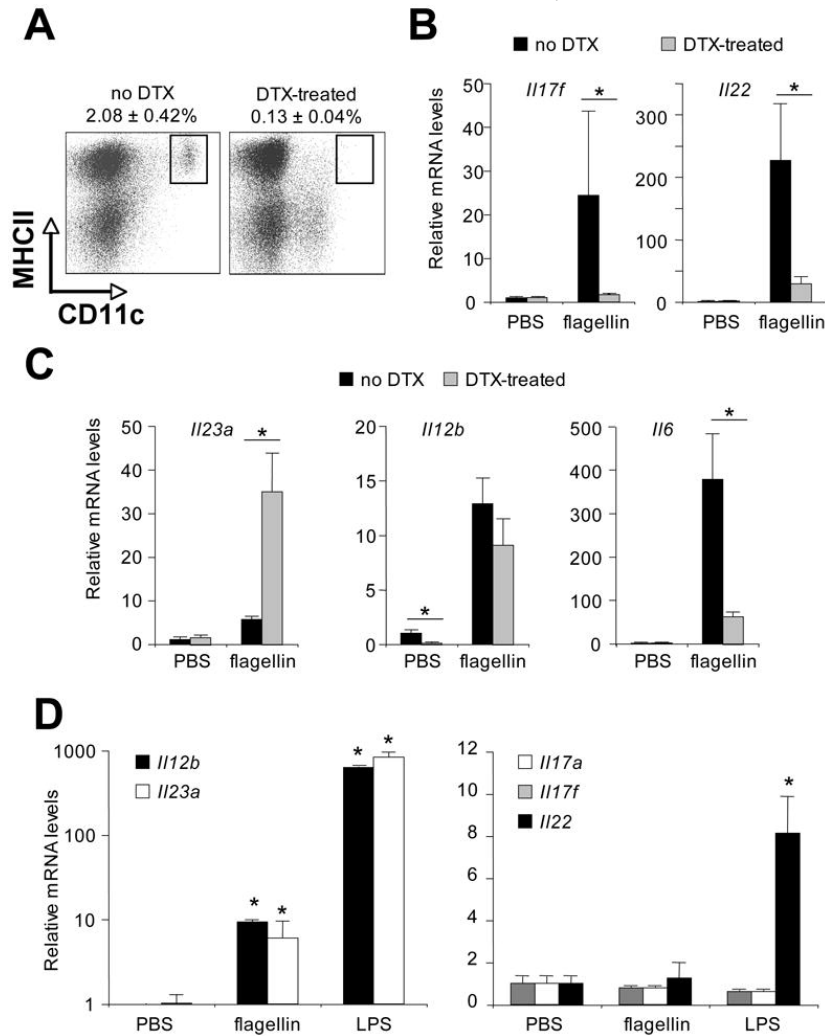 A
no DTX
2.08 ± 0.42%
DTX-treated
0.13 ± 0.04%
MHCII
CD11c
B
no DTX
DTX-treated
Relative mRNA levels
Il17f
*
50
40
30
20
10
0
PBS
flagellin
Il22
*
300
200
100
0
PBS
flagellin
C
no DTX
DTX-treated
Relative mRNA levels
Il23a
*
50
40
30
20
10
0
PBS
flagellin
Il12b
20
15
10
5
0
*
PBS
flagellin
Il6
*
500
400
300
200
100
0
PBS
flagellin
D
Relative mRNA levels
1000
100
10
1
Il12b
Il23a
* *
* *
PBS
flagellin
LPS
12
10
8
6
4
2
0
Il17a
Il17f
Il22
*
PBS
flagellin
LPS